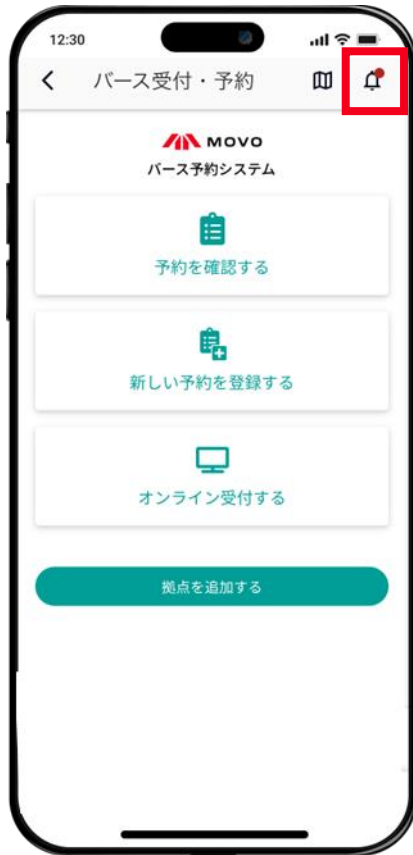 12:30
バース受付・予約
MOVO
バース予約システム
予約を確認する
新しい予約を登録する
オンライン受付する
拠点を追加する